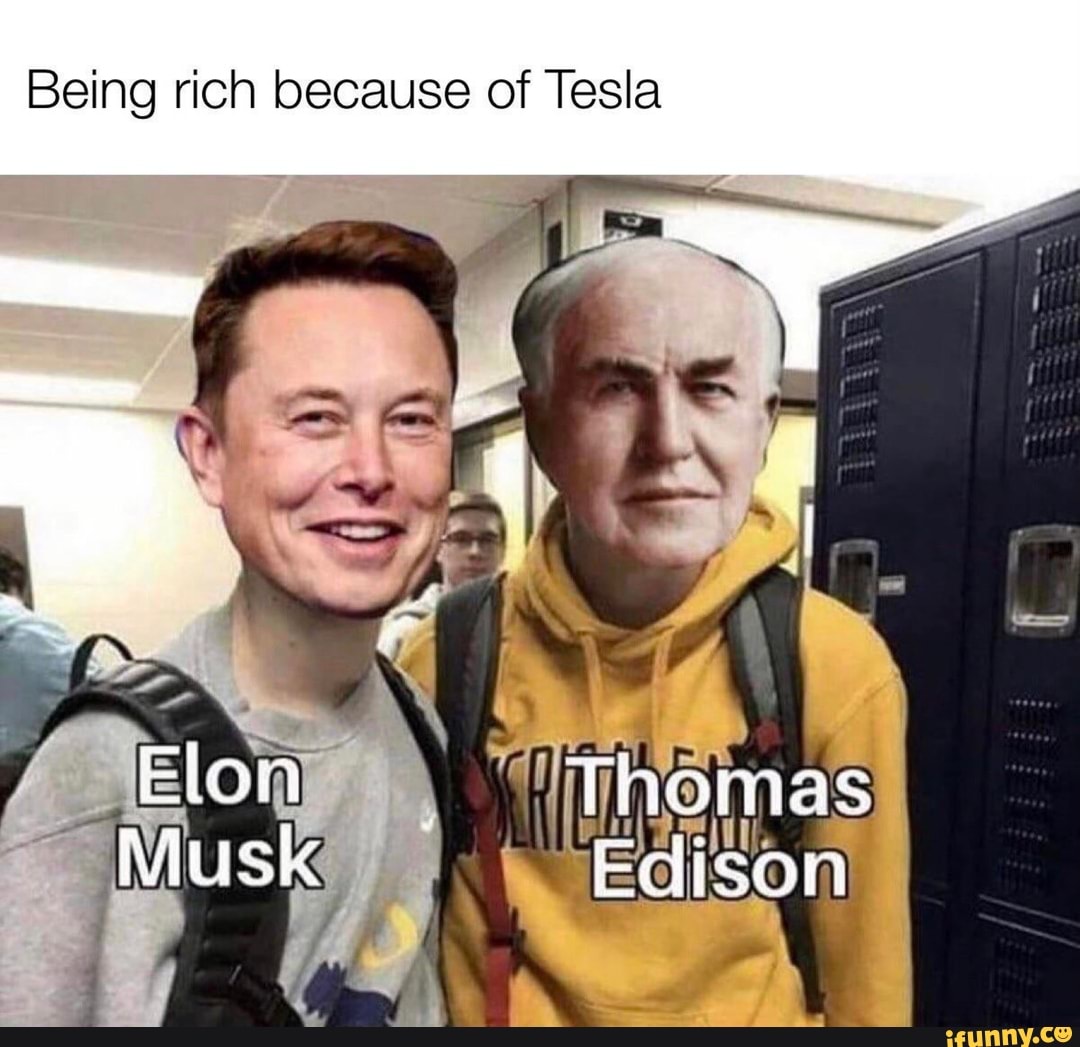 Being rich because of Tesla
Elon
Musk
Thomas
Edison
ifunny.co